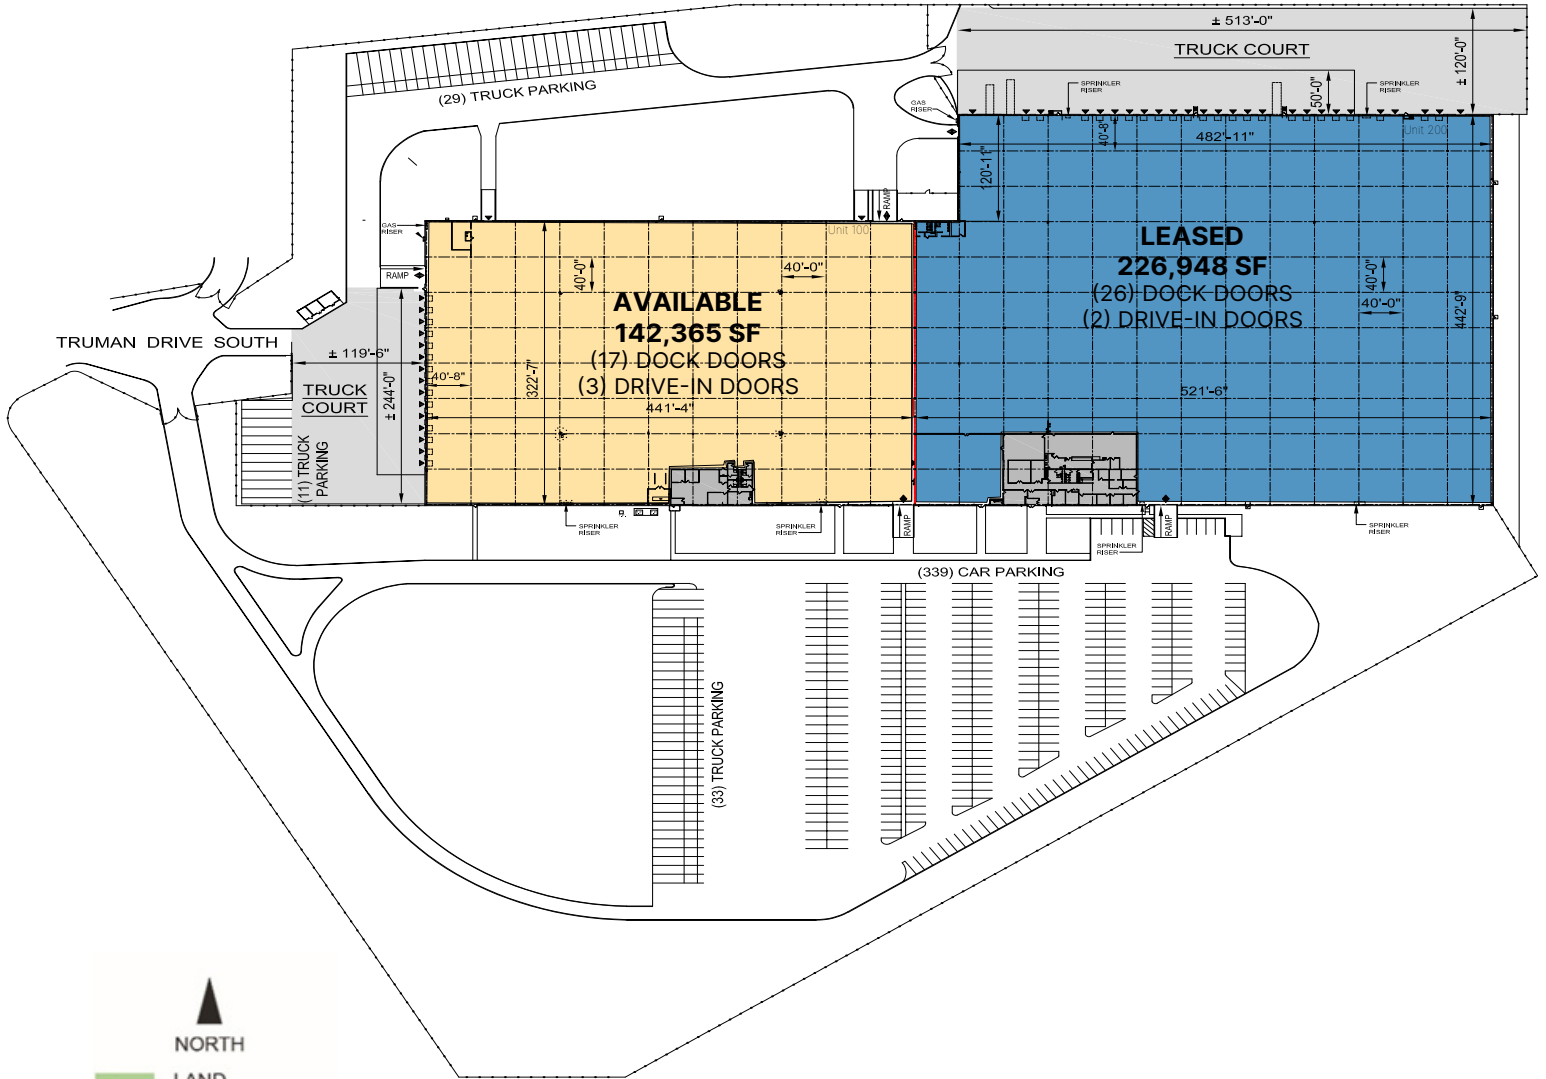 ± 513'-0"
TRUCK COURT
± 120'-0"
50'-0"
SPRINKLER
RISER
SPRINKLER
RISER
(29) TRUCK PARKING
GAS
RISER
Unit 200
482'-11"
40'-8"
120'-11"
RAMP
GAS
RISER
Unit 100
RAMP
LEASED
226,948 SF
(26) DOCK DOORS
(2) DRIVE-IN DOORS
40'-0"
40'-0"
442'-9"
521'-6"
40'-0"
40'-0"
AVAILABLE
142,365 SF
(17) DOCK DOORS
(3) DRIVE-IN DOORS
441'-4"
322'-7"
40'-8"
TRUMAN DRIVE SOUTH
± 119'-6"
TRUCK
COURT
± 244'-0"
(11) TRUCK
PARKING
SPRINKLER
RISER
SPRINKLER
RISER
RAMP
SPRINKLER
RISER
RAMP
SPRINKLER
RISER
(339) CAR PARKING
(33) TRUCK PARKING
NORTH
LAND